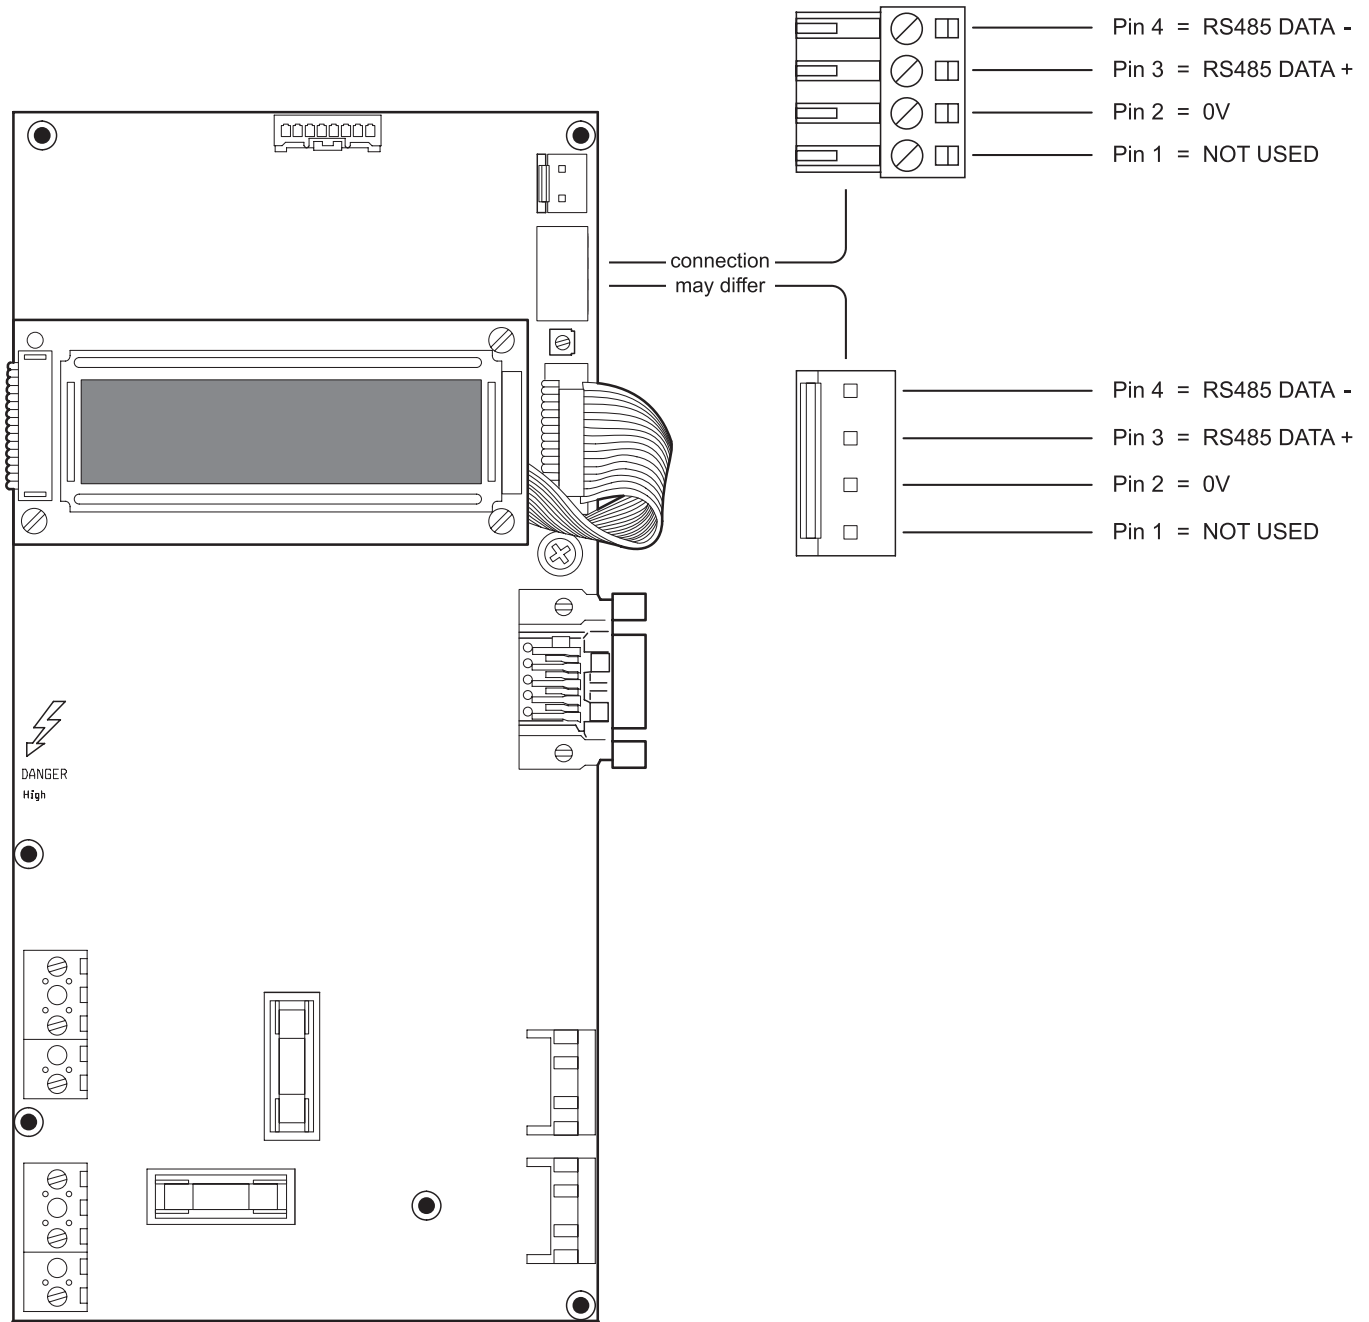 Pin 4 = RS485 DATA -
Pin 3 = RS485 DATA +
Pin 2 = 0V
Pin 1 = NOT USED
connection
may differ
Pin 4 = RS485 DATA -
Pin 3 = RS485 DATA +
Pin 2 = 0V
Pin 1 = NOT USED
DANGER
High